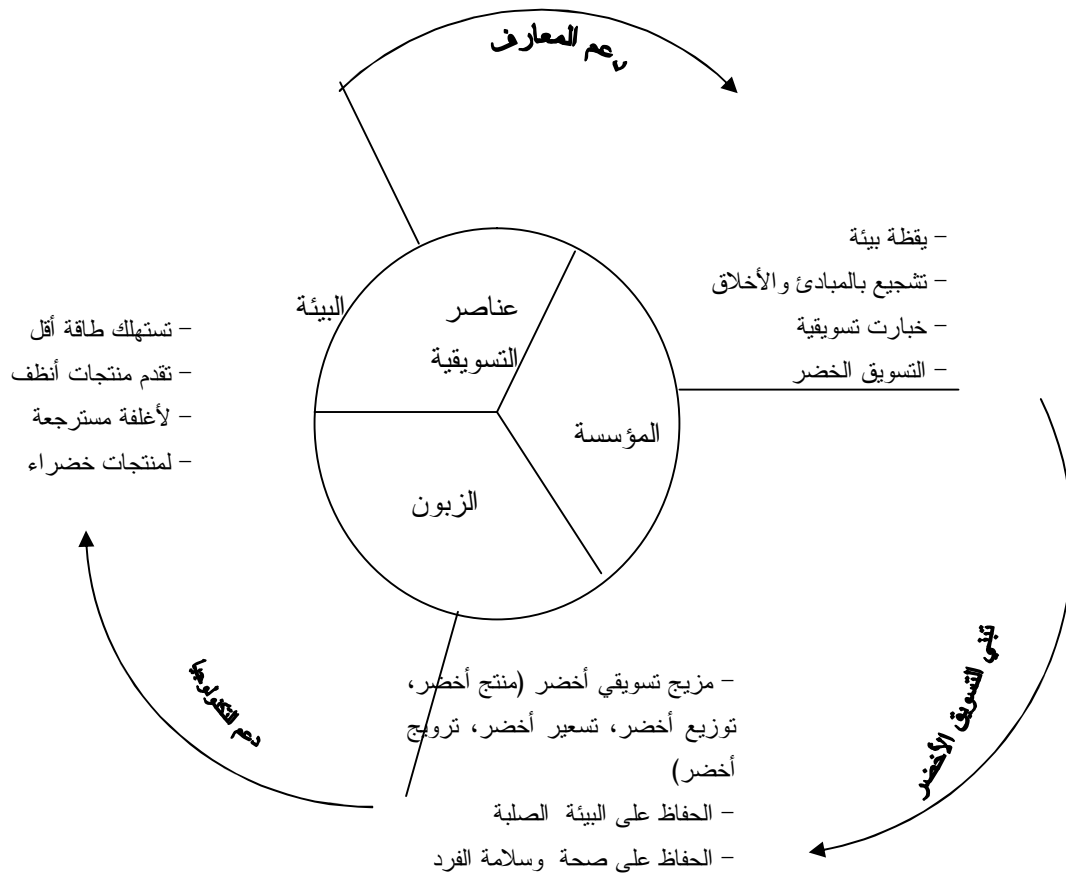 دعم المعارف
- يقظة بيئة
- تشجيع بالمبادئ والأخلاق
- خبارت تسويقية
- التسويق الخضر
عناصر
التسويقية
البيئة
المؤسسة
الزبون
- تستهلك طاقة أقل
- تقدم منتجات أنظف
- لأغلفة مسترجعة
- لمنتجات خضراء
تبني التسويق الأخضر
- مزيج تسويقي أخضر (منتج أخضر،
توزيع أخضر، تسعير أخضر، ترويج
أخضر)
- الحفاظ على البيئة الصلبة
- الحفاظ على صحة وسلامة الفرد
دعم التكنولوجيا